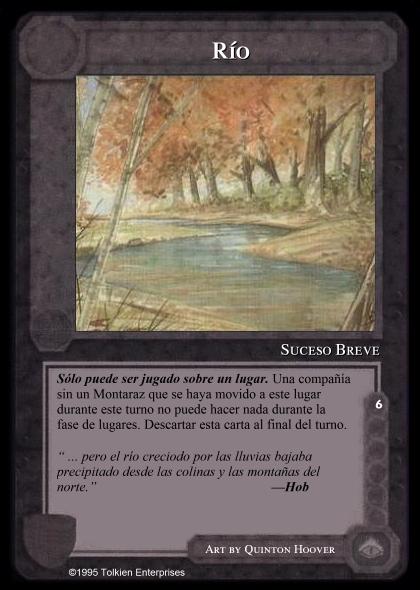 Río
Suceso Breve
Sólo puede ser jugado sobre un lugar. Una compañía
sin un Montaraz que se haya movido a este lugar
durante este turno no puede hacer nada durante la
fase de lugares. Descartar esta carta al final del turno.
6
“ ... pero el río creciodo por las lluvias bajaba
precipitado desde las colinas y las montañas del
norte.” —Hob
Art by Quinton Hoover
©1995 Tolkien Enterprises